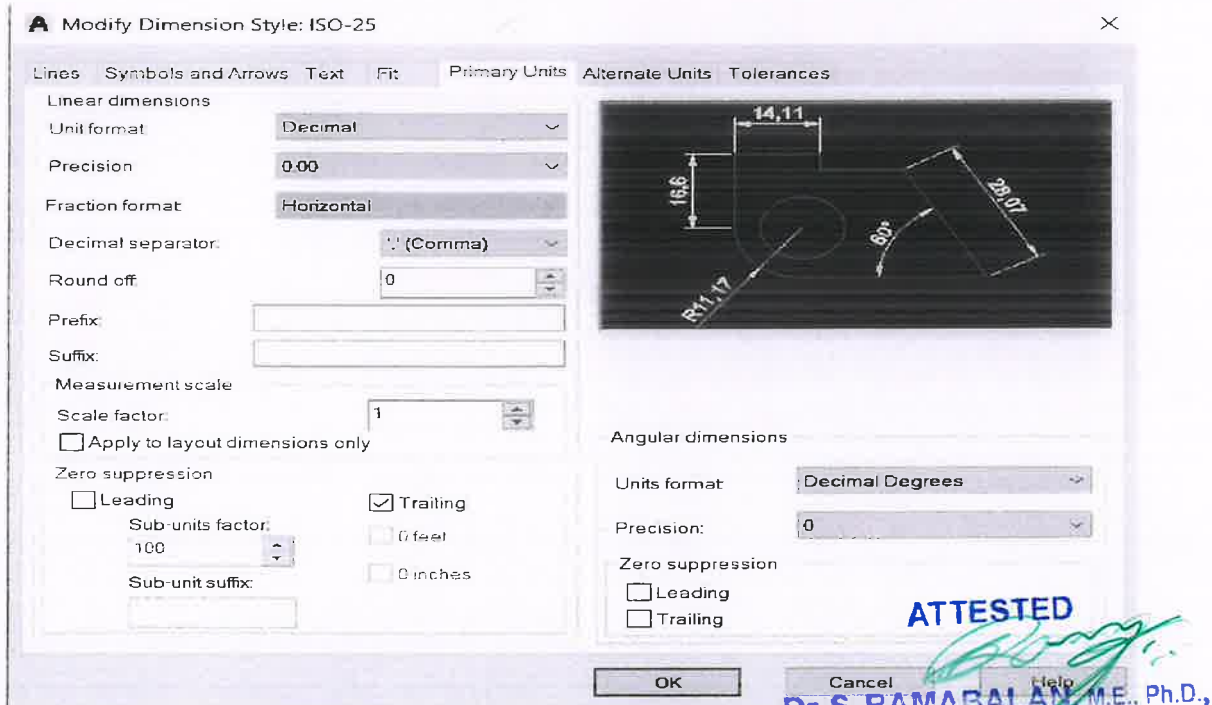 A Modify Dimension Style: ISO-25
Lines Symbols and Arrows Text Fit Primary Units Alternate Units Tolerances
Linear dimensions
Unit format
Decimal
Precision
0.00
Fraction format
Horizontal
Decimal separator:
(Comma)
Round off
0
Prefix:
Suffix:
Measurement scale
Scale factor:
1
Apply to layout dimensions only
Zero suppression
Leading
Trailing
Sub-units factor:
100
0 feet
0 inches
Sub-unit suffix:
14,11
16,6
28,07
60°
R11,17
Angular dimensions
Units format
Decimal Degrees
Precision:
0
Zero suppression
Leading
Trailing
ATTESTED
OK
Cancel
Help
Dr. S. RAMABALAN M.E., Ph.D.,